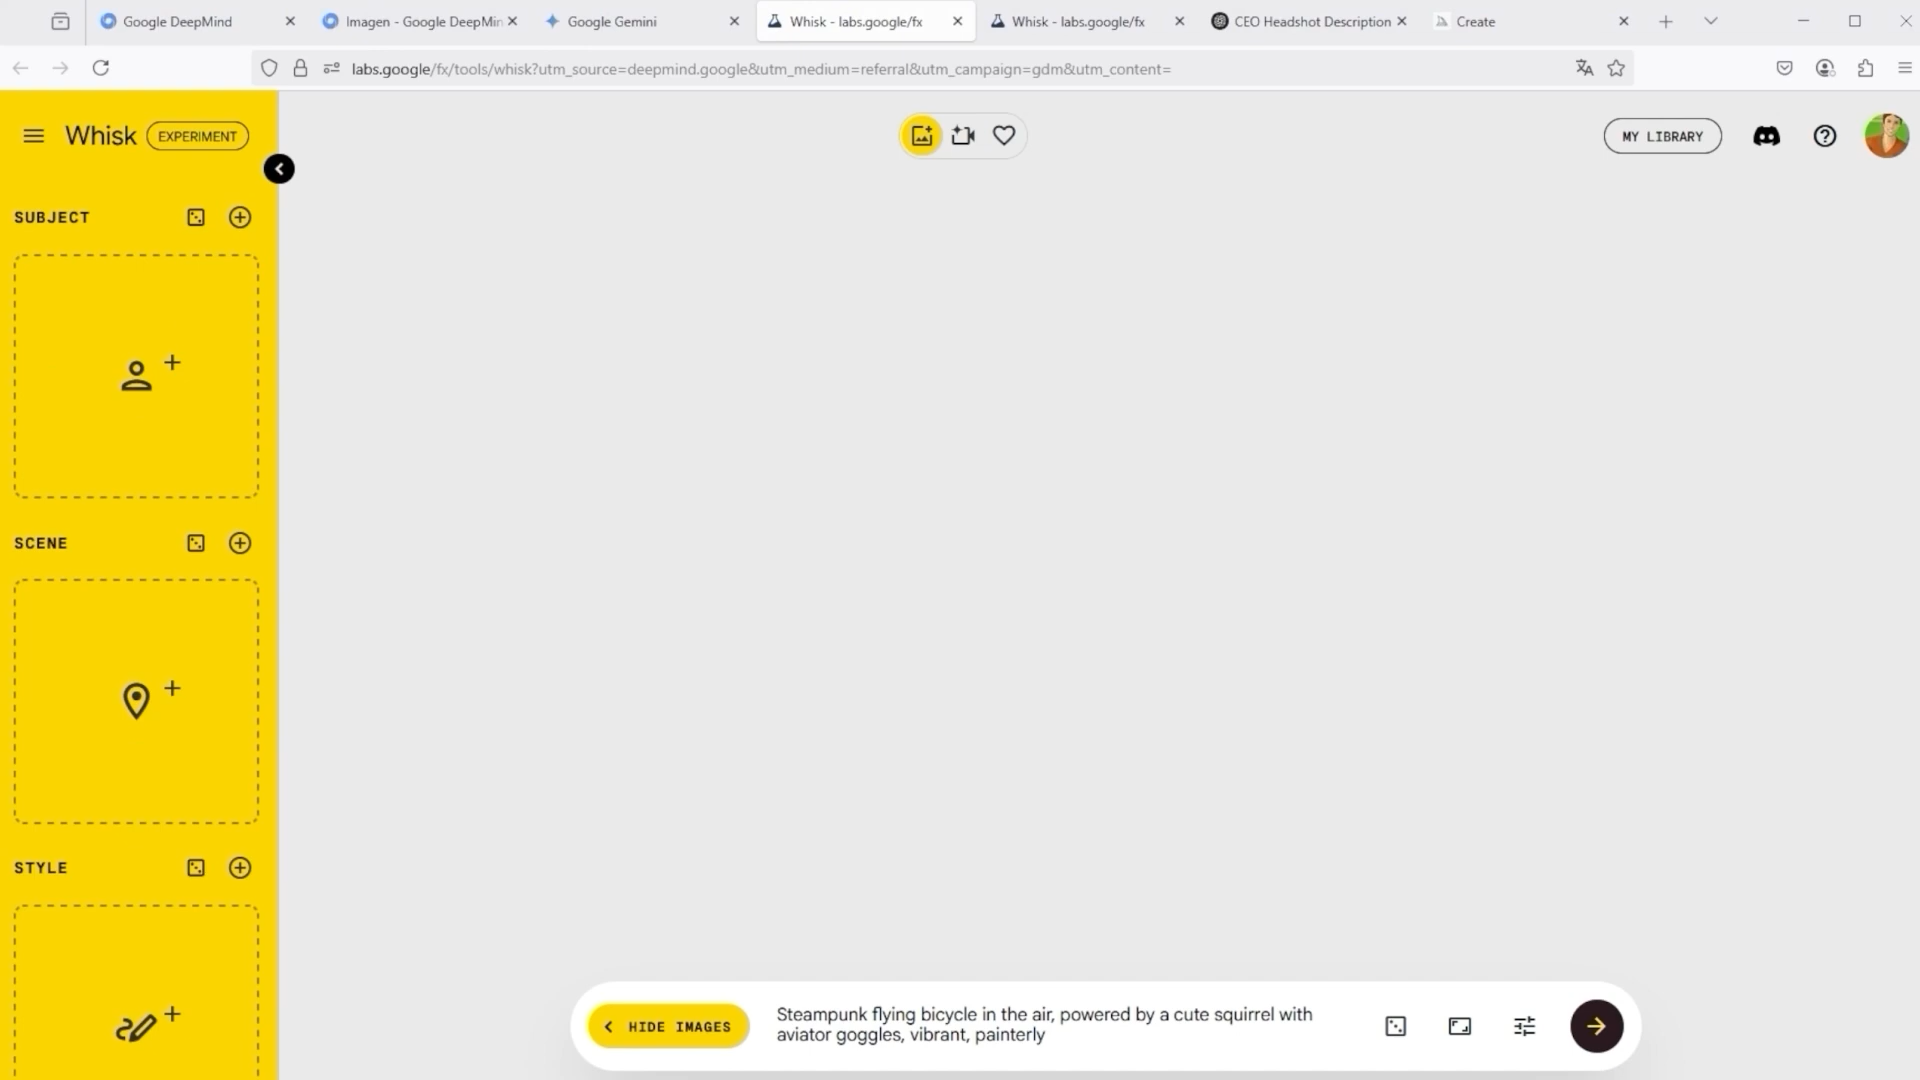 Google DeepMind
Imagen - Google DeepMin
Google Gemini
Whisk - labs.google/fx
Whisk - labs.google/fx
CEO Headshot Description
Create
labs.google/fx/tools/whisk?utm_source=deepmind.google&utm_medium=referral&utm_campaign=gdm&utm_content=
Whisk
EXPERIMENT
MY LIBRARY
SUBJECT
SCENE
STYLE
HIDE IMAGES
Steampunk flying bicycle in the air, powered by a cute squirrel with
aviator goggles, vibrant, painterly